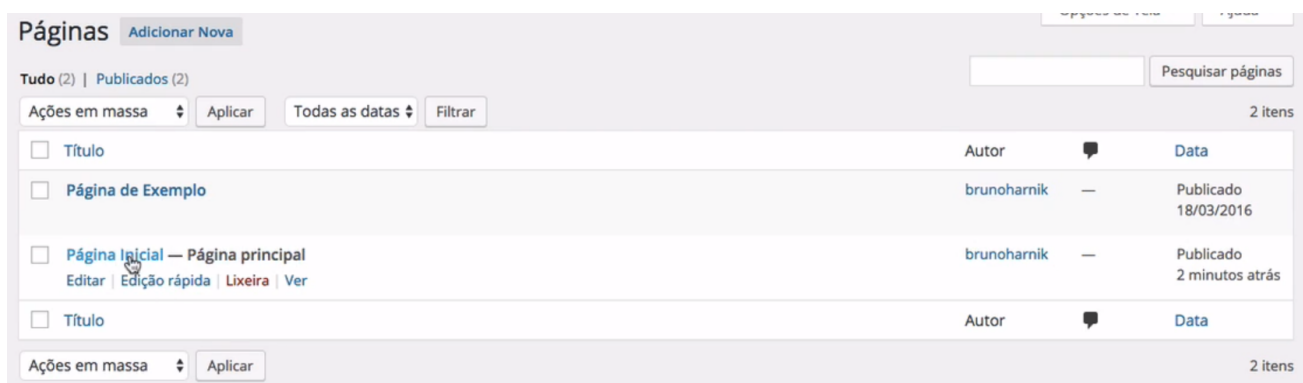 Páginas Adicionar Nova
Tudo (2) | Publicados (2)
Pesquisar páginas
Ações em massa Aplicar Todas as datas Filtrar 2 itens
Título Autor Data
Página de Exemplo brunoharnik — Publicado
18/03/2016
Página Inicial — Página principal brunoharnik — Publicado
Editar | Edição rápida | Lixeira | Ver 2 minutos atrás
Título Autor Data
Ações em massa Aplicar 2 itens